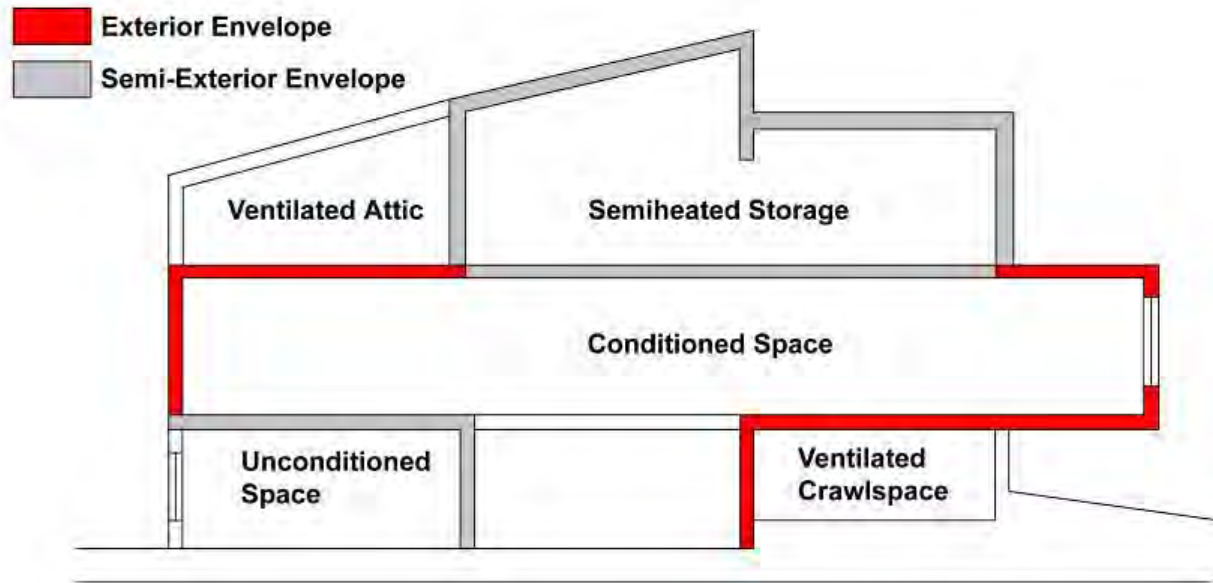 Exterior Envelope
Semi-Exterior Envelope
Ventilated Attic
Semiheated Storage
Conditioned Space
Unconditioned
Space
Ventilated
Crawlspace